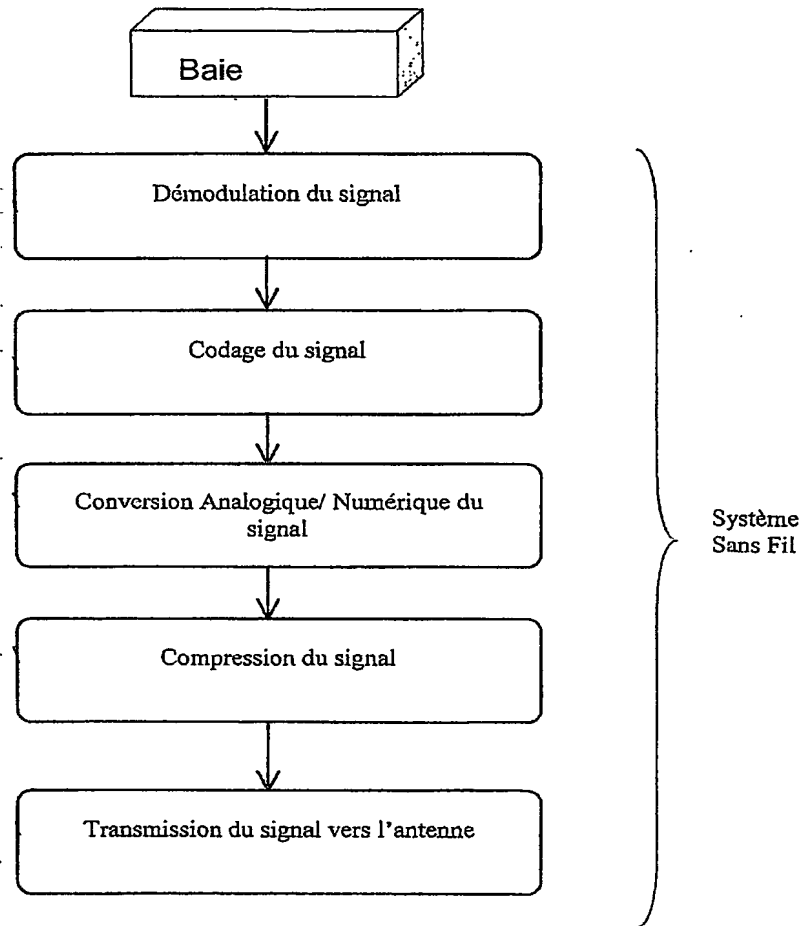 Baie
Démodulation du signal
Codage du signal
Conversion Analogique/ Numérique du
signal
Compression du signal
Transmission du signal vers l'antenne
Système
Sans Fil